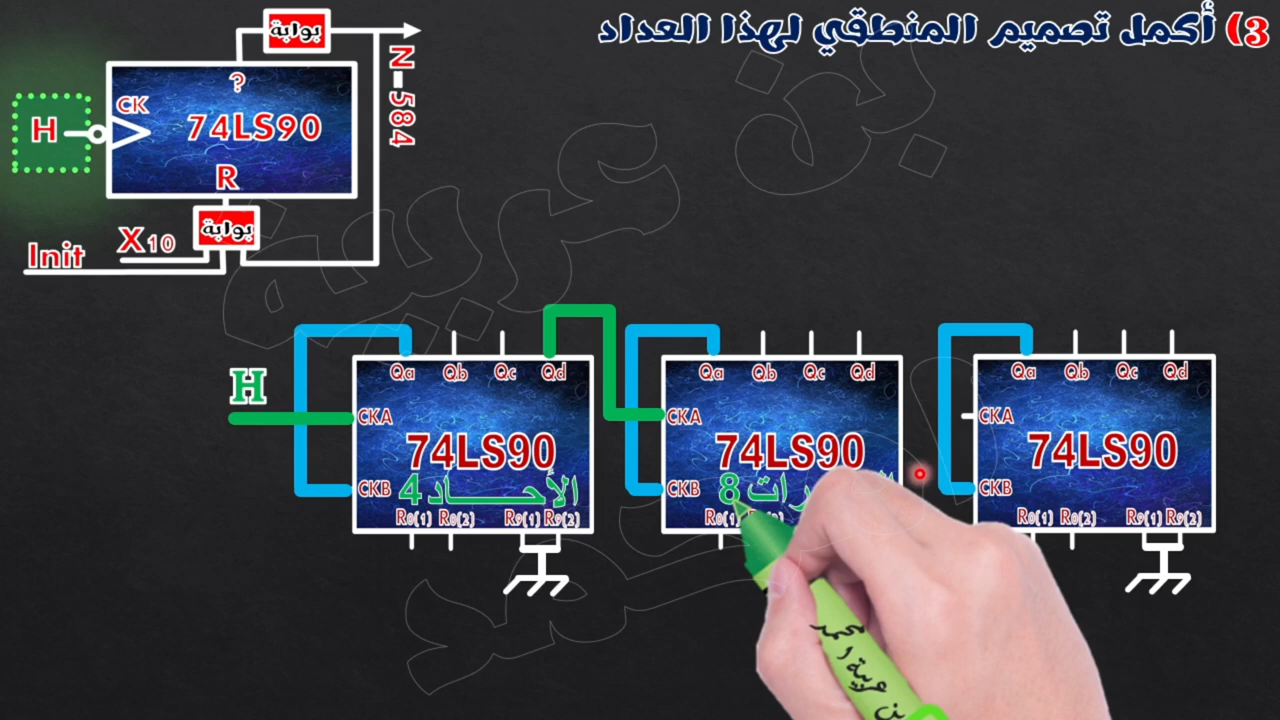 3) أكمل تصميم المنطقي لهذا العداد
بوابة
N=584
?
CK
H
74LS90
R
بوابة
X10
Init
H
Qa Qb Qc Qd
CKA
74LS90
CKB
الأحـــاد 4
R0(1) R0(2) R9(1) R9(2)
Qa Qb Qc Qd
CKA
74LS90
CKB
8
R0(1)
Qa Qb Qc Qd
CKA
74LS90
CKB
R0(1) R0(2) R9(1) R9(2)